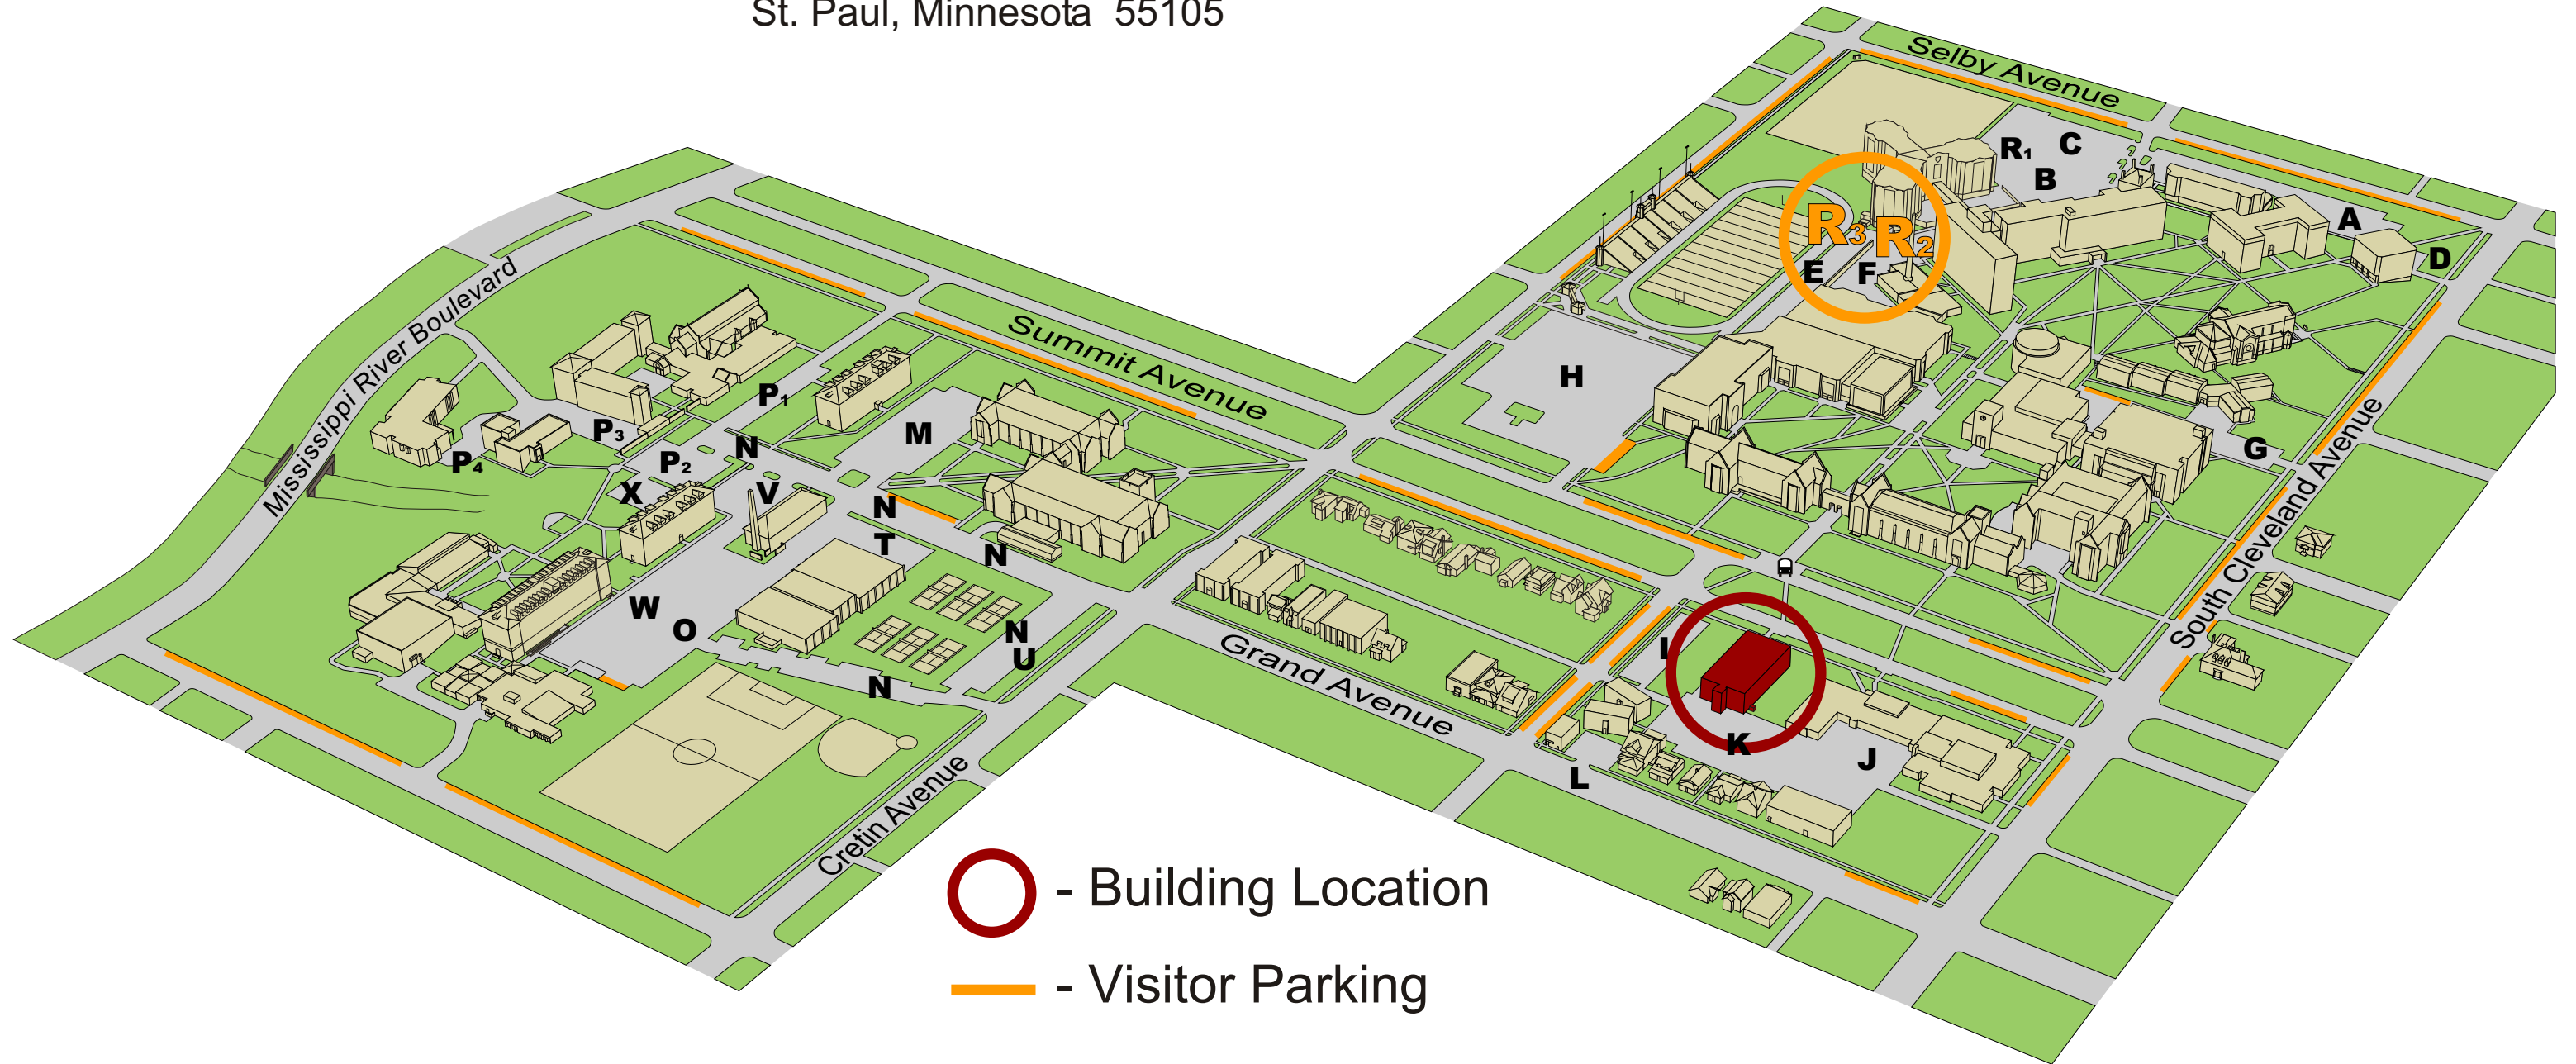 St. Paul, Minnesota 55105
Selby Avenue
R1
C
B
A
D
R3
R2
E
F
Mississippi River Boulevard
Summit Avenue
H
P1
M
South Cleveland Avenue
P3
N
G
P4
P2
X
V
N
T
N
W
O
N
U
I
Grand Avenue
N
K
J
L
Cretin Avenue
- Building Location
- Visitor Parking